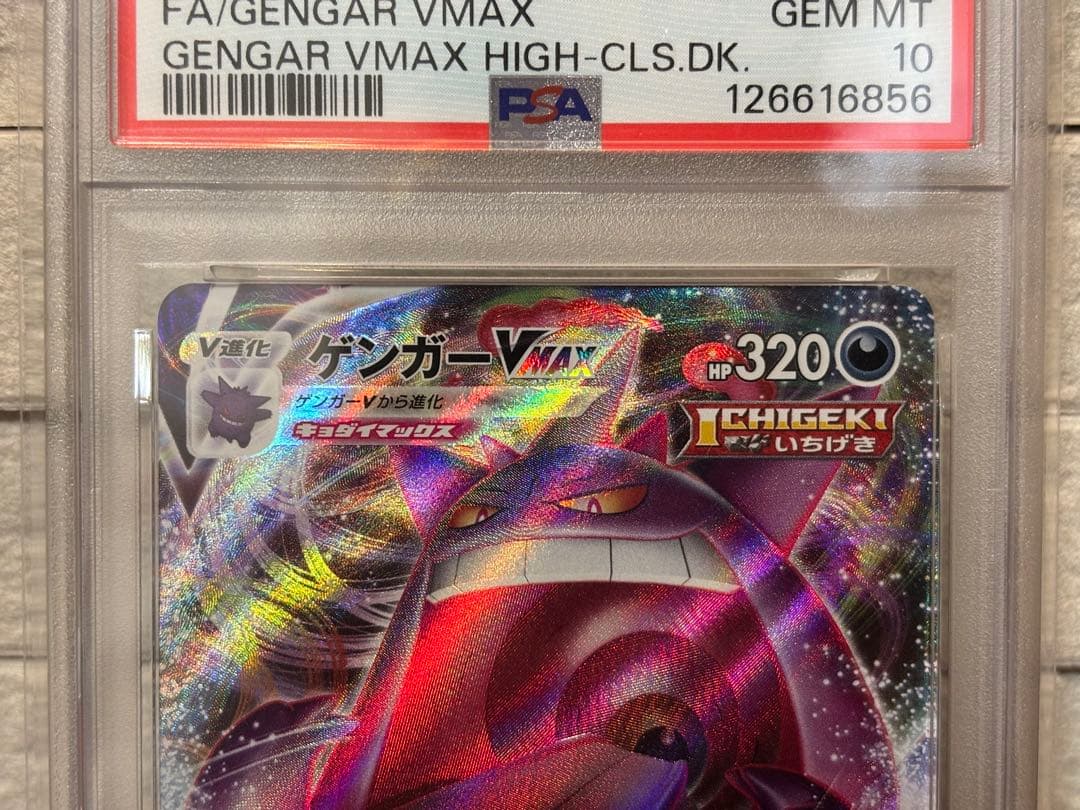 FA/GENGAR VMAX GEM MT
GENGAR VMAX HIGH-CLS.DK. 10
PSA 126616856
V進化 ゲンガーVMAX HP320
ゲンガーVから進化
キョダイマックス
ICHIGEKI
いちげき